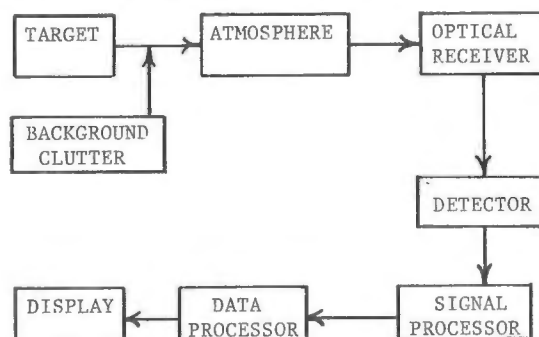 TARGET
ATMOSPHERE
OPTICAL
RECEIVER
BACKGROUND
CLUTTER
DETECTOR
DISPLAY
DATA
PROCESSOR
SIGNAL
PROCESSOR